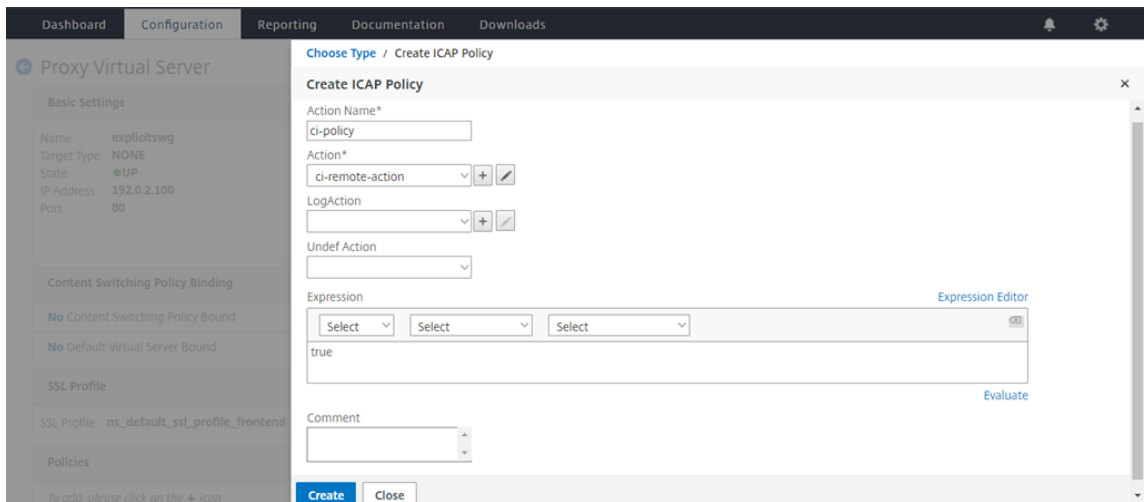 Dashboard Configuration Reporting Documentation Downloads
Proxy Virtual Server
Basic Settings
Name explicitswg
Target Type NONE
State UP
IP Address 192.0.2.100
Port 80
Content Switching Policy Binding
No Content Switching Policy Bound
No Default Virtual Server Bound
SSL Profile
SSL Profile ns_default_ssl_profile_frontend
Policies
To add, please click on the + icon
Choose Type / Create ICAP Policy
Create ICAP Policy
Action Name*
ci-policy
Action*
ci-remote-action
LogAction
Undef Action
Expression Expression Editor
Select Select Select
true
Evaluate
Comment
Create Close